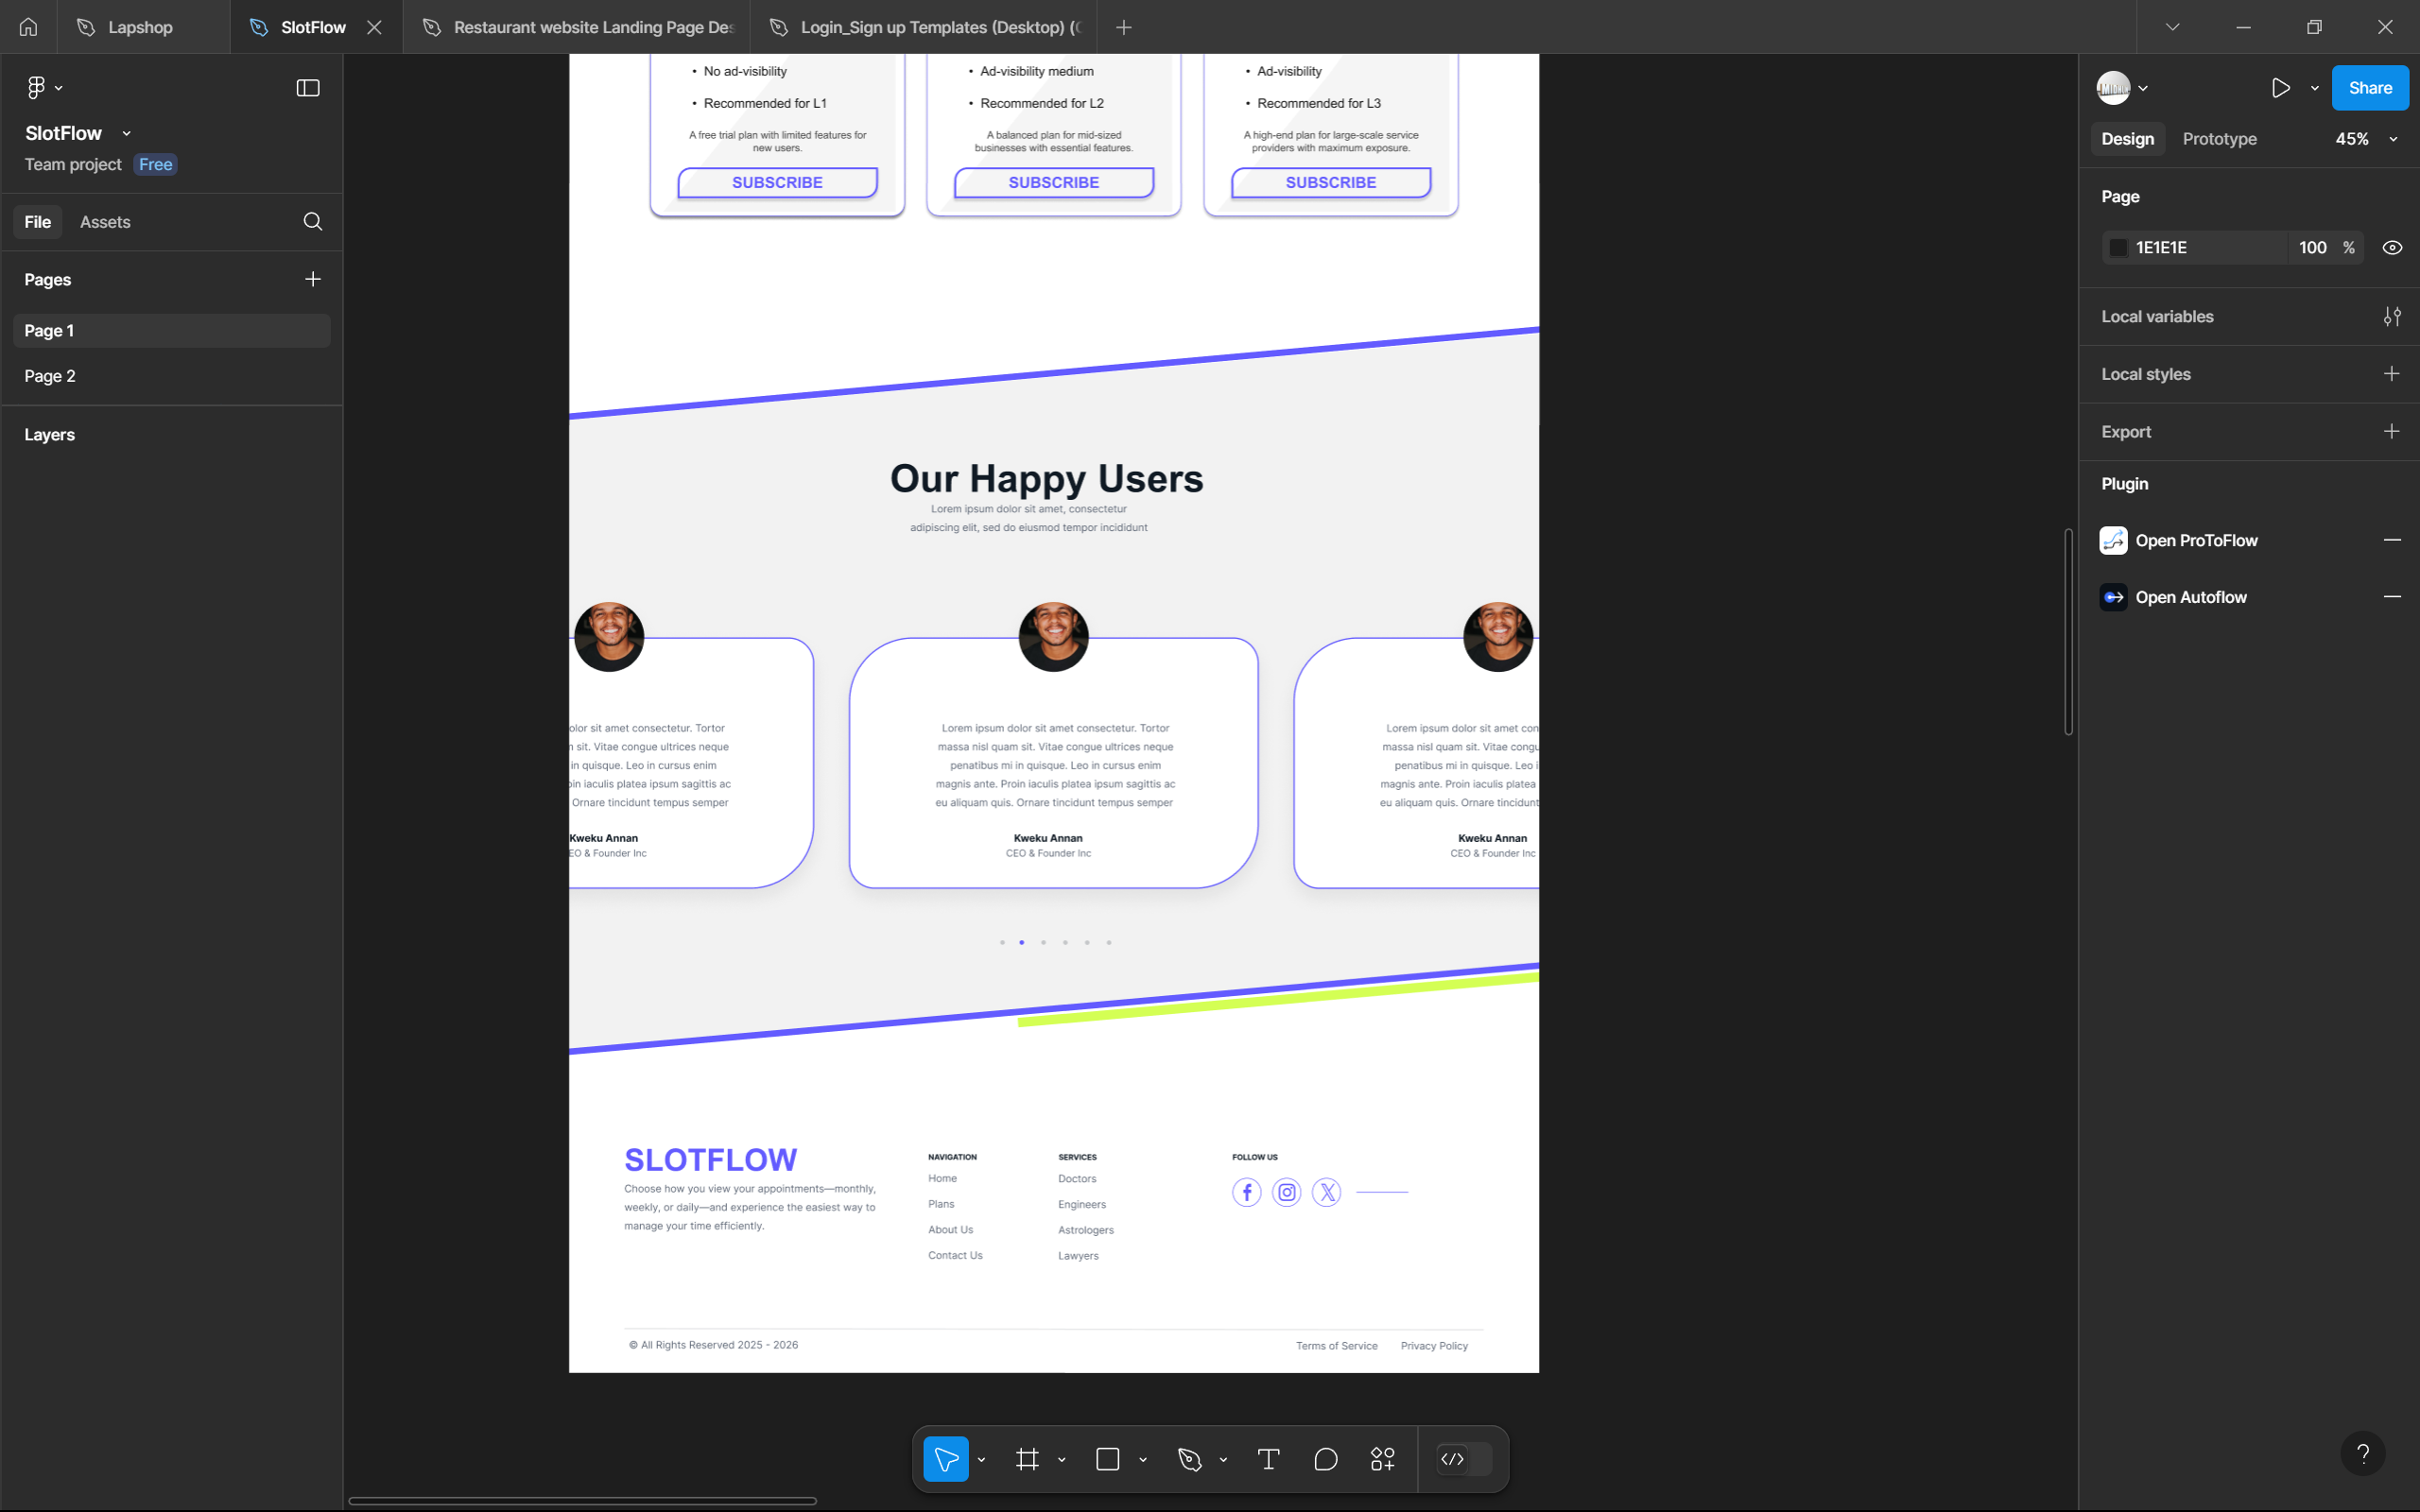 Lapshop
SlotFlow
Restaurant website Landing Page Des
Login_Sign up Templates (Desktop) (
SlotFlow
Team project Free
File Assets
Pages
Page 1
Page 2
Layers
• No ad-visibility
• Recommended for L1
A free trial plan with limited features for
new users.
SUBSCRIBE
• Ad-visibility medium
• Recommended for L2
A balanced plan for mid-sized
businesses with essential features.
SUBSCRIBE
• Ad-visibility
• Recommended for L3
A high-end plan for large-scale service
providers with maximum exposure.
SUBSCRIBE
Our Happy Users
Lorem ipsum dolor sit amet, consectetur
adipiscing elit, sed do eiusmod tempor incididunt
olor sit amet consectetur. Tortor
sit. Vitae congue ultrices neque
in quisque. Leo in cursus enim
iaculis platea ipsum sagittis ac
Ornare tincidunt tempus semper
Kweku Annan
EO & Founder Inc
Lorem ipsum dolor sit amet consectetur. Tortor
massa nisl quam sit. Vitae congue ultrices neque
penatibus mi in quisque. Leo in cursus enim
magnis ante. Proin iaculis platea ipsum sagittis ac
eu aliquam quis. Ornare tincidunt tempus semper
Kweku Annan
CEO & Founder Inc
Lorem ipsum dolor sit amet con
massa nisl quam sit. Vitae congu
penatibus mi in quisque. Leo i
magnis ante. Proin iaculis platea
eu aliquam quis. Ornare tincidunt
Kweku Annan
CEO & Founder Inc
SLOTFLOW
Choose how you view your appointments—monthly,
weekly, or daily—and experience the easiest way to
manage your time efficiently.
NAVIGATION
Home
Plans
About Us
Contact Us
SERVICES
Doctors
Engineers
Astrologers
Lawyers
FOLLOW US
© All Rights Reserved 2025 - 2026
Terms of Service Privacy Policy
Share
Design Prototype 45%
Page
1E1E1E 100 %
Local variables
Local styles
Export
Plugin
Open ProToFlow
Open Autoflow
?